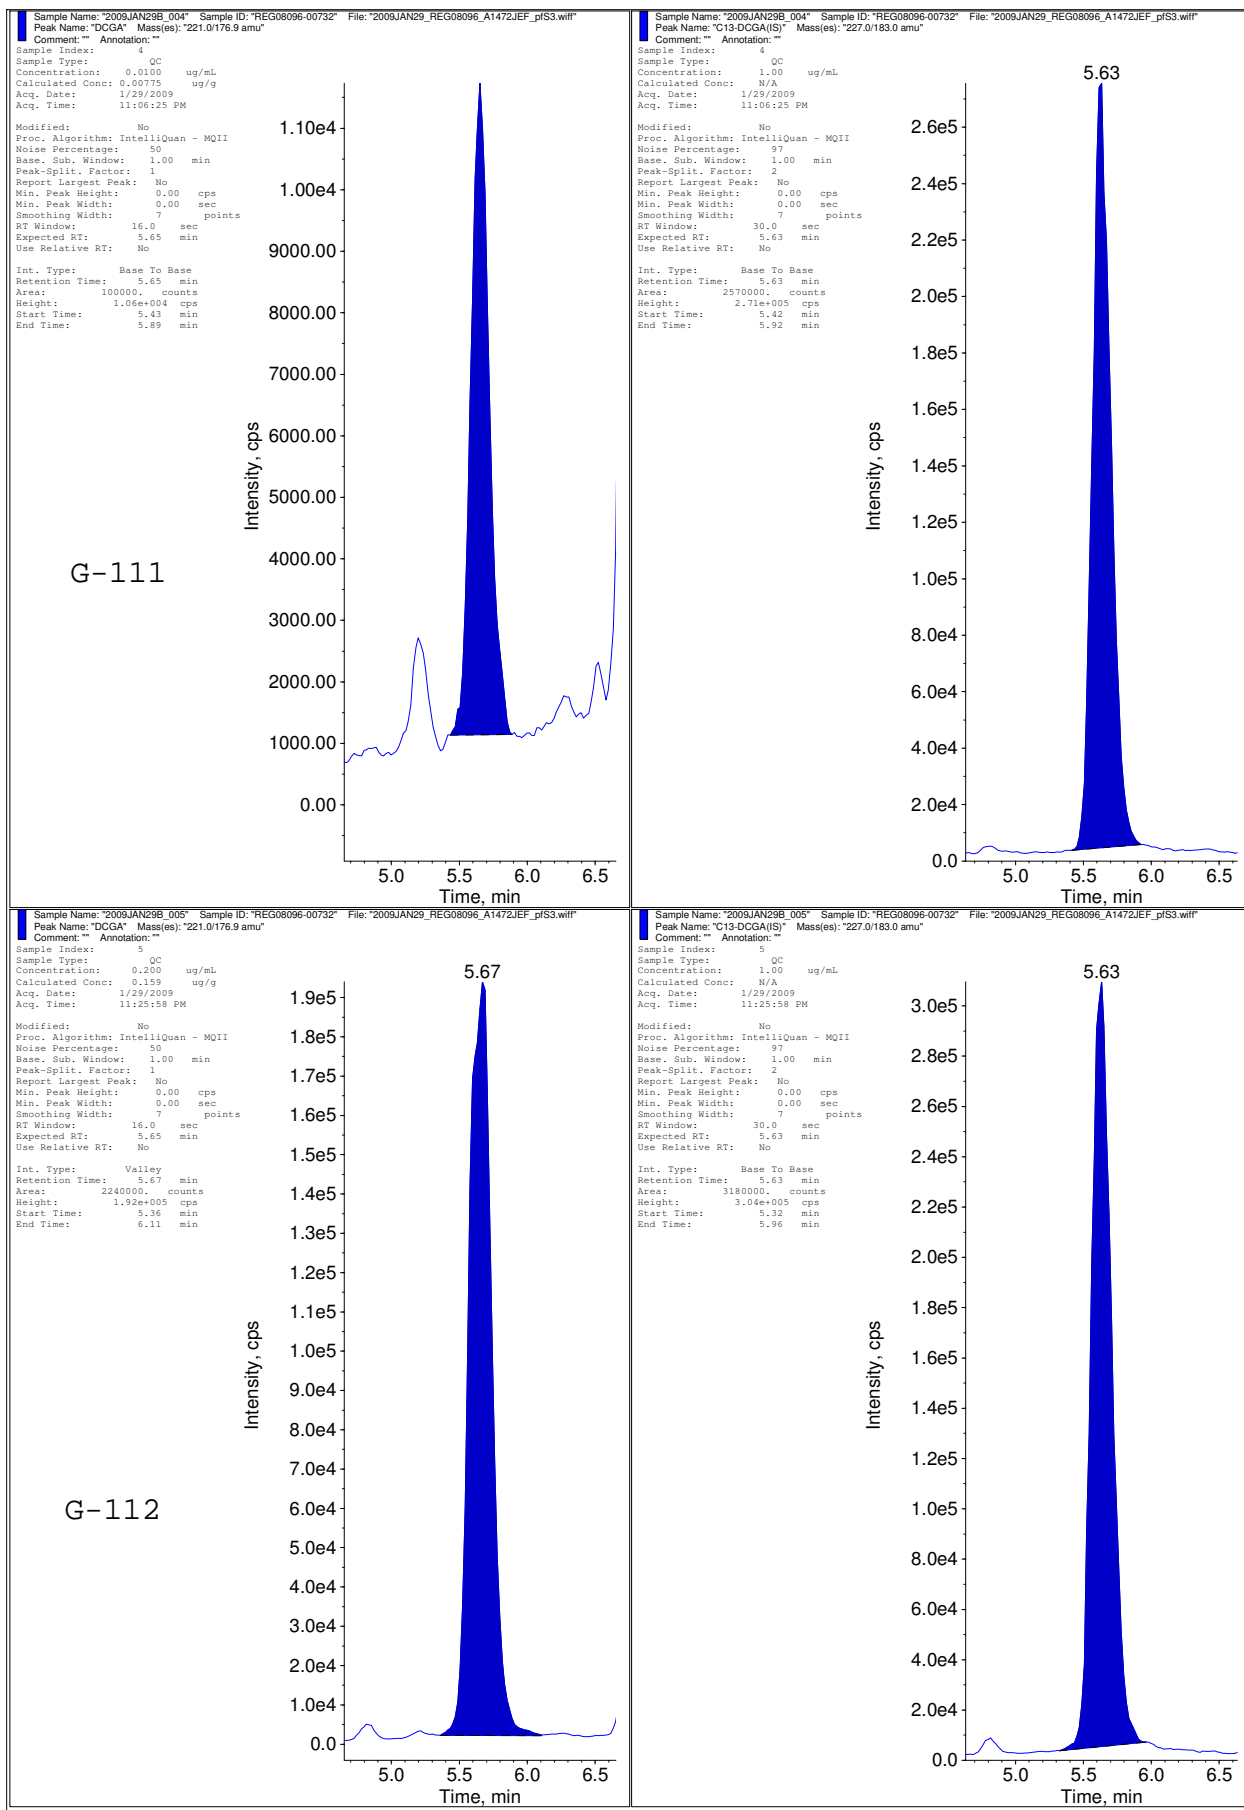 Sample Name: "2009JAN29B_004" Sample ID: "REG08096-00732" File: "2009JAN29_REG08096_A1472JEF_pfS3.wiff"
Peak Name: "DCGA" Mass(es): "221.0/176.9 amu"
Comment: "" Annotation: ""
Sample Index: 4
Sample Type: QC
Concentration: 0.0100 ug/mL
Calculated Conc: 0.00775 ug/g
Acq. Date: 1/29/2009
Acq. Time: 11:06:25 PM
Modified: No
Proc. Algorithm: IntelliQuan - MQII
Noise Percentage: 50
Base. Sub. Window: 1.00 min
Peak-Split. Factor: 1
Report Largest Peak: No
Min. Peak Height: 0.00 cps
Min. Peak Width: 0.00 sec
Smoothing Width: 7 points
RT Window: 16.0 sec
Expected RT: 5.65 min
Use Relative RT: No
Int. Type: Base To Base
Retention Time: 5.65 min
Area: 100000. counts
Height: 1.06e+004 cps
Start Time: 5.43 min
End Time: 5.89 min
G-111
Intensity, cps
1.10e4
1.00e4
9000.00
8000.00
7000.00
6000.00
5000.00
4000.00
3000.00
2000.00
1000.00
0.00
5.0 5.5 6.0 6.5
Time, min
Sample Name: "2009JAN29B_004" Sample ID: "REG08096-00732" File: "2009JAN29_REG08096_A1472JEF_pfS3.wiff"
Peak Name: "C13-DCGA(IS)" Mass(es): "227.0/183.0 amu"
Comment: "" Annotation: ""
Sample Index: 4
Sample Type: QC
Concentration: 1.00 ug/mL
Calculated Conc: N/A
Acq. Date: 1/29/2009
Acq. Time: 11:06:25 PM
Modified: No
Proc. Algorithm: IntelliQuan - MQII
Noise Percentage: 97
Base. Sub. Window: 1.00 min
Peak-Split. Factor: 2
Report Largest Peak: No
Min. Peak Height: 0.00 cps
Min. Peak Width: 0.00 sec
Smoothing Width: 7 points
RT Window: 30.0 sec
Expected RT: 5.63 min
Use Relative RT: No
Int. Type: Base To Base
Retention Time: 5.63 min
Area: 2570000. counts
Height: 2.71e+005 cps
Start Time: 5.42 min
End Time: 5.92 min
5.63
Intensity, cps
2.6e5
2.4e5
2.2e5
2.0e5
1.8e5
1.6e5
1.4e5
1.2e5
1.0e5
8.0e4
6.0e4
4.0e4
2.0e4
0.0
5.0 5.5 6.0 6.5
Time, min
Sample Name: "2009JAN29B_005" Sample ID: "REG08096-00732" File: "2009JAN29_REG08096_A1472JEF_pfS3.wiff"
Peak Name: "DCGA" Mass(es): "221.0/176.9 amu"
Comment: "" Annotation: ""
Sample Index: 5
Sample Type: QC
Concentration: 0.200 ug/mL
Calculated Conc: 0.159 ug/g
Acq. Date: 1/29/2009
Acq. Time: 11:25:58 PM
Modified: No
Proc. Algorithm: IntelliQuan - MQII
Noise Percentage: 50
Base. Sub. Window: 1.00 min
Peak-Split. Factor: 1
Report Largest Peak: No
Min. Peak Height: 0.00 cps
Min. Peak Width: 0.00 sec
Smoothing Width: 7 points
RT Window: 16.0 sec
Expected RT: 5.65 min
Use Relative RT: No
Int. Type: Valley
Retention Time: 5.67 min
Area: 2240000. counts
Height: 1.92e+005 cps
Start Time: 5.36 min
End Time: 6.11 min
G-112
5.67
Intensity, cps
1.9e5
1.8e5
1.7e5
1.6e5
1.5e5
1.4e5
1.3e5
1.2e5
1.1e5
1.0e5
9.0e4
8.0e4
7.0e4
6.0e4
5.0e4
4.0e4
3.0e4
2.0e4
1.0e4
0.0
5.0 5.5 6.0 6.5
Time, min
Sample Name: "2009JAN29B_005" Sample ID: "REG08096-00732" File: "2009JAN29_REG08096_A1472JEF_pfS3.wiff"
Peak Name: "C13-DCGA(IS)" Mass(es): "227.0/183.0 amu"
Comment: "" Annotation: ""
Sample Index: 5
Sample Type: QC
Concentration: 1.00 ug/mL
Calculated Conc: N/A
Acq. Date: 1/29/2009
Acq. Time: 11:25:58 PM
Modified: No
Proc. Algorithm: IntelliQuan - MQII
Noise Percentage: 97
Base. Sub. Window: 1.00 min
Peak-Split. Factor: 2
Report Largest Peak: No
Min. Peak Height: 0.00 cps
Min. Peak Width: 0.00 sec
Smoothing Width: 7 points
RT Window: 30.0 sec
Expected RT: 5.63 min
Use Relative RT: No
Int. Type: Base To Base
Retention Time: 5.63 min
Area: 3180000. counts
Height: 3.04e+005 cps
Start Time: 5.32 min
End Time: 5.96 min
5.63
Intensity, cps
3.0e5
2.8e5
2.6e5
2.4e5
2.2e5
2.0e5
1.8e5
1.6e5
1.4e5
1.2e5
1.0e5
8.0e4
6.0e4
4.0e4
2.0e4
0.0
5.0 5.5 6.0 6.5
Time, min